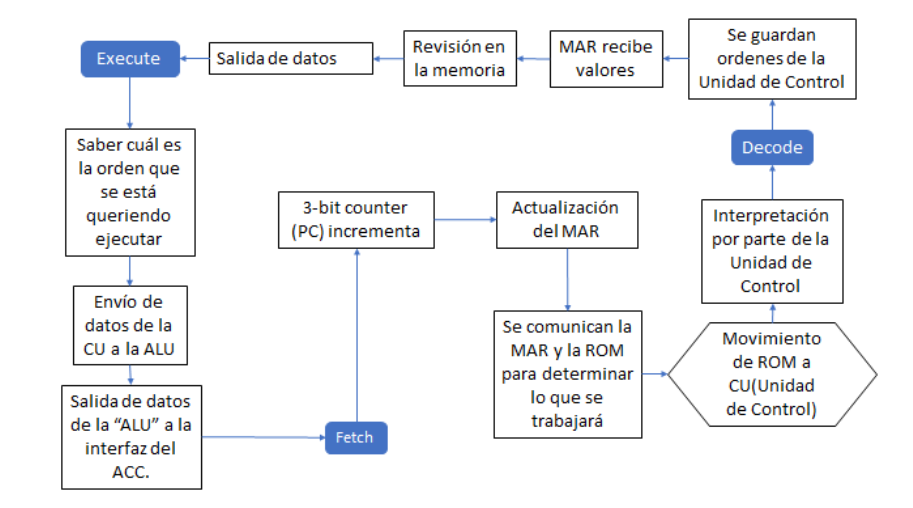 Execute
Salida de datos
Revisión en
la memoria
MAR recibe
valores
Se guardan
ordenes de la
Unidad de Control
Saber cuál es
la orden que
se está
queriendo
ejecutar
Decode
3-bit counter
(PC) incrementa
Actualización
del MAR
Interpretación
por parte de la
Unidad de
Control
Envío de
datos de la
CU a la ALU
Se comunican la
MAR y la ROM
para determinar
lo que se
trabajará
Movimiento
de ROM a
CU(Unidad
de Control)
Salida de datos
de la “ALU” a la
interfaz del
ACC.
Fetch